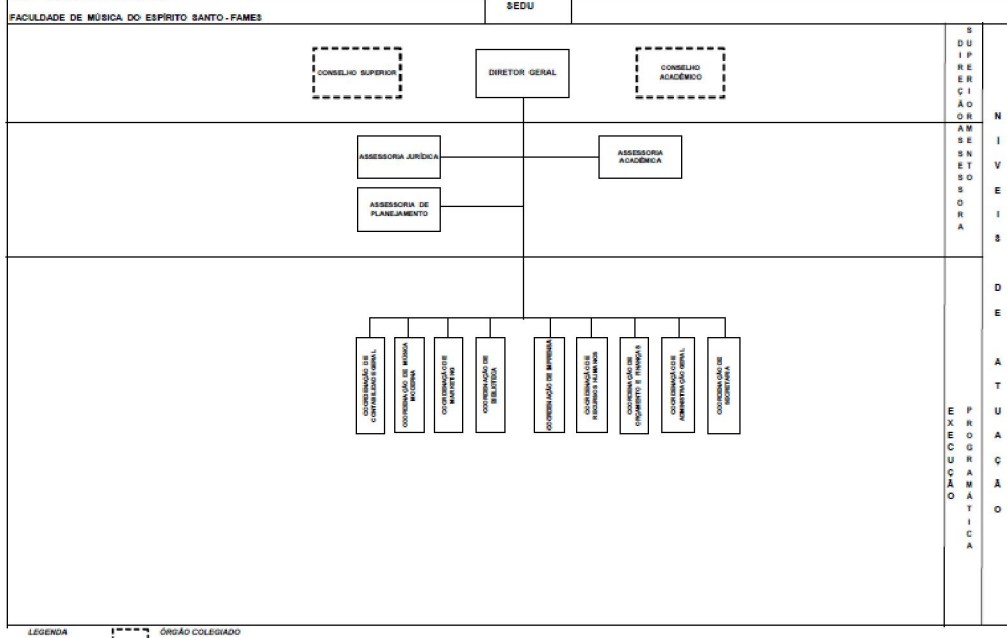 SEDU
FACULDADE DE MÚSICA DO ESPÍRITO SANTO - FAMES
CONSELHO SUPERIOR
DIRETOR GERAL
CONSELHO
ACADÊMICO
DIREÇÃO
SUPERIOR
ASSESSORIA JURÍDICA
ASSESSORIA
ACADÊMICA
ASSESSORIA DE
PLANEJAMENTO
ASSESSORA
MENTO
NIVEIS DE ATUAÇÃO
COORDENAÇÃO DE
CONTABILIDADE GERAL
COORDENAÇÃO DE MÚSICA
MODERNA
COORDENAÇÃO DE
MARKETING
COORDENAÇÃO DE
BIBLIOTECA
COORDENAÇÃO DE IMPRENSA
COORDENAÇÃO DE
RECURSOS HUMANOS
COORDENAÇÃO DE
ORÇAMENTO E FINANÇAS
COORDENAÇÃO DE
ADMINISTRAÇÃO GERAL
COORDENAÇÃO DE
SECRETARIA
EXECUÇÃO
PROGRAMÁTICA
LEGENDA
ÓRGÃO COLEGIADO